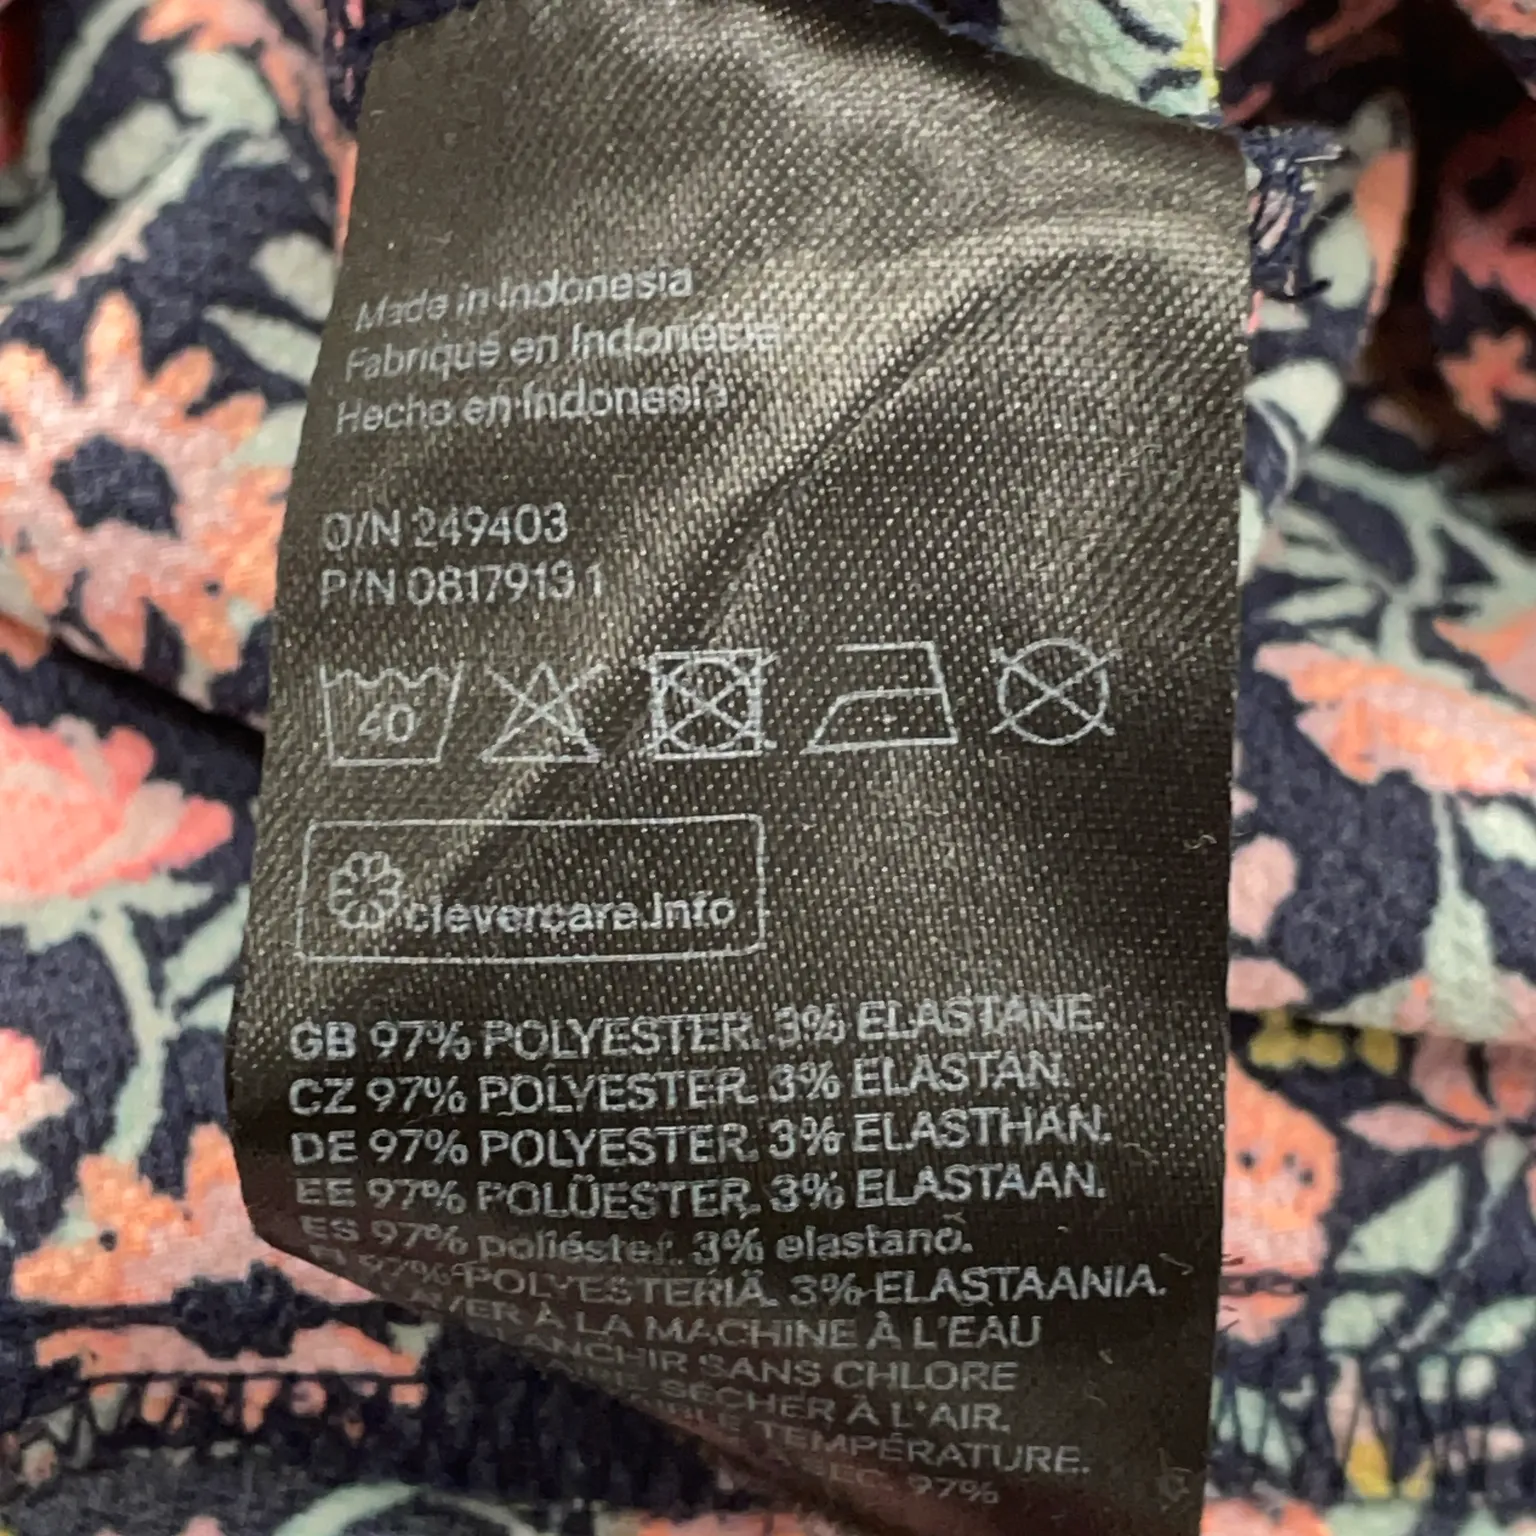 Made in Indonesia
Fabriqué en Indonésie
Hecho en Indonesia
O/N 249403
P/N 0817913 1
40
clevercare.info
GB 97% POLYESTER. 3% ELASTANE.
CZ 97% POLYESTER. 3% ELASTAN.
DE 97% POLYESTER. 3% ELASTHAN.
EE 97% POLÜESTER. 3% ELASTAAN.
ES 97% poliéster. 3% elastano.
FI 97% POLYESTERIÄ. 3% ELASTAANIA.
À LA MACHINE À L'EAU
SANS CHLORE
SÉCHER À L'AIR.
TEMPÉRATURE.
97%